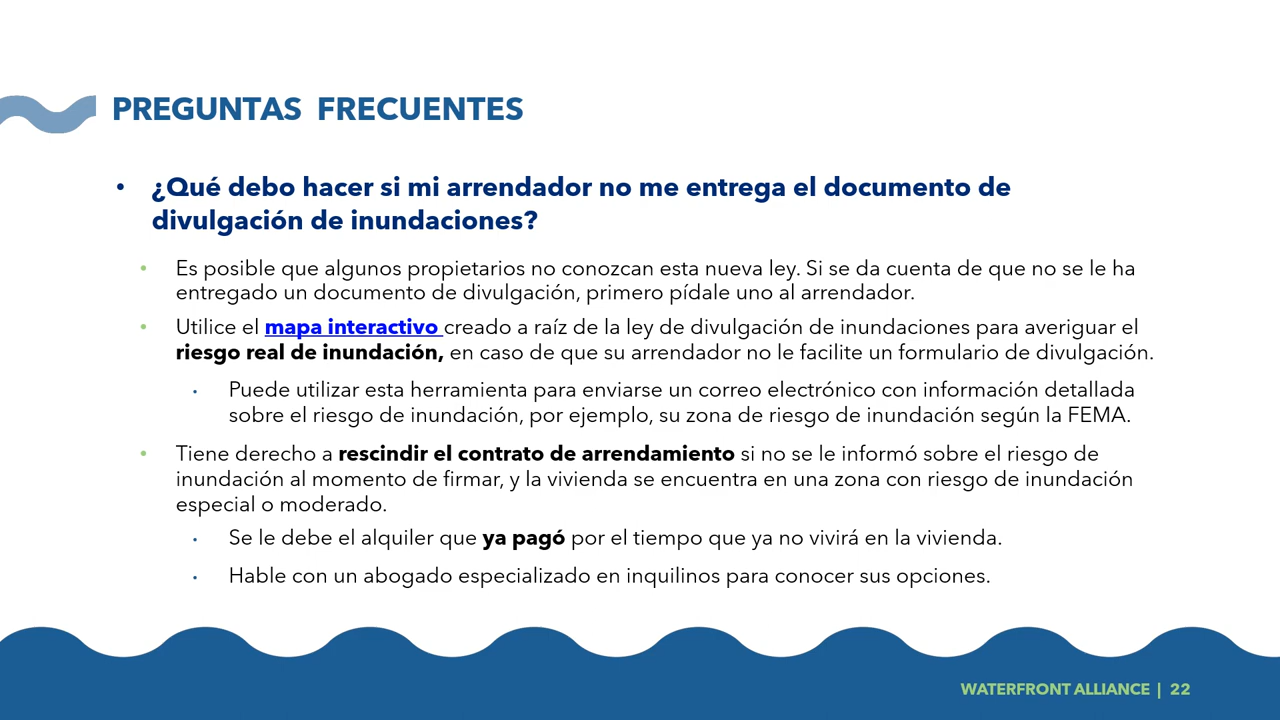 PREGUNTAS FRECUENTES
• ¿Qué debo hacer si mi arrendador no me entrega el documento de
divulgación de inundaciones?
• Es posible que algunos propietarios no conozcan esta nueva ley. Si se da cuenta de que no se le ha
entregado un documento de divulgación, primero pídale uno al arrendador.
• Utilice el mapa interactivo creado a raíz de la ley de divulgación de inundaciones para averiguar el
riesgo real de inundación, en caso de que su arrendador no le facilite un formulario de divulgación.
• Puede utilizar esta herramienta para enviarse un correo electrónico con información detallada
sobre el riesgo de inundación, por ejemplo, su zona de riesgo de inundación según la FEMA.
• Tiene derecho a rescindir el contrato de arrendamiento si no se le informó sobre el riesgo de
inundación al momento de firmar, y la vivienda se encuentra en una zona con riesgo de inundación
especial o moderado.
• Se le debe el alquiler que ya pagó por el tiempo que ya no vivirá en la vivienda.
• Hable con un abogado especializado en inquilinos para conocer sus opciones.
WATERFRONT ALLIANCE | 22